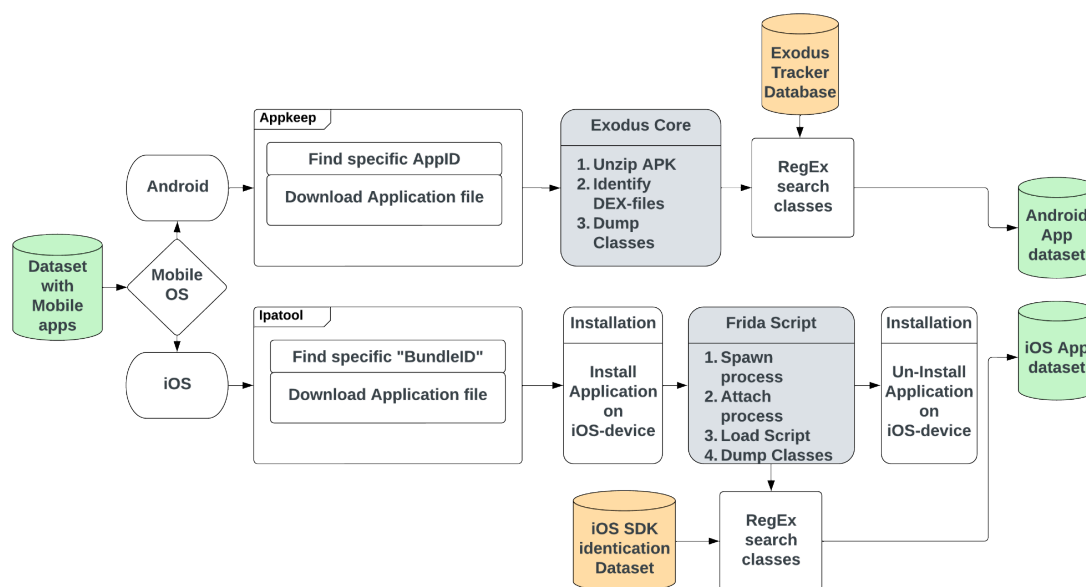 Exodus
Tracker
Database
Appkeep
Find specific AppID
Download Application file
Exodus Core
1. Unzip APK
2. Identify
DEX-files
3. Dump
Classes
RegEx
search
classes
Android
Android
App
dataset
Dataset
with
Mobile
apps
Mobile
OS
iOS
Ipatool
Find specific "BundleID"
Download Application file
Installation
Install
Application
on
iOS-device
Frida Script
1. Spawn
process
2. Attach
process
3. Load Script
4. Dump Classes
Installation
Un-Install
Application
on
iOS-device
iOS App
dataset
iOS SDK
identication
Dataset
RegEx
search
classes